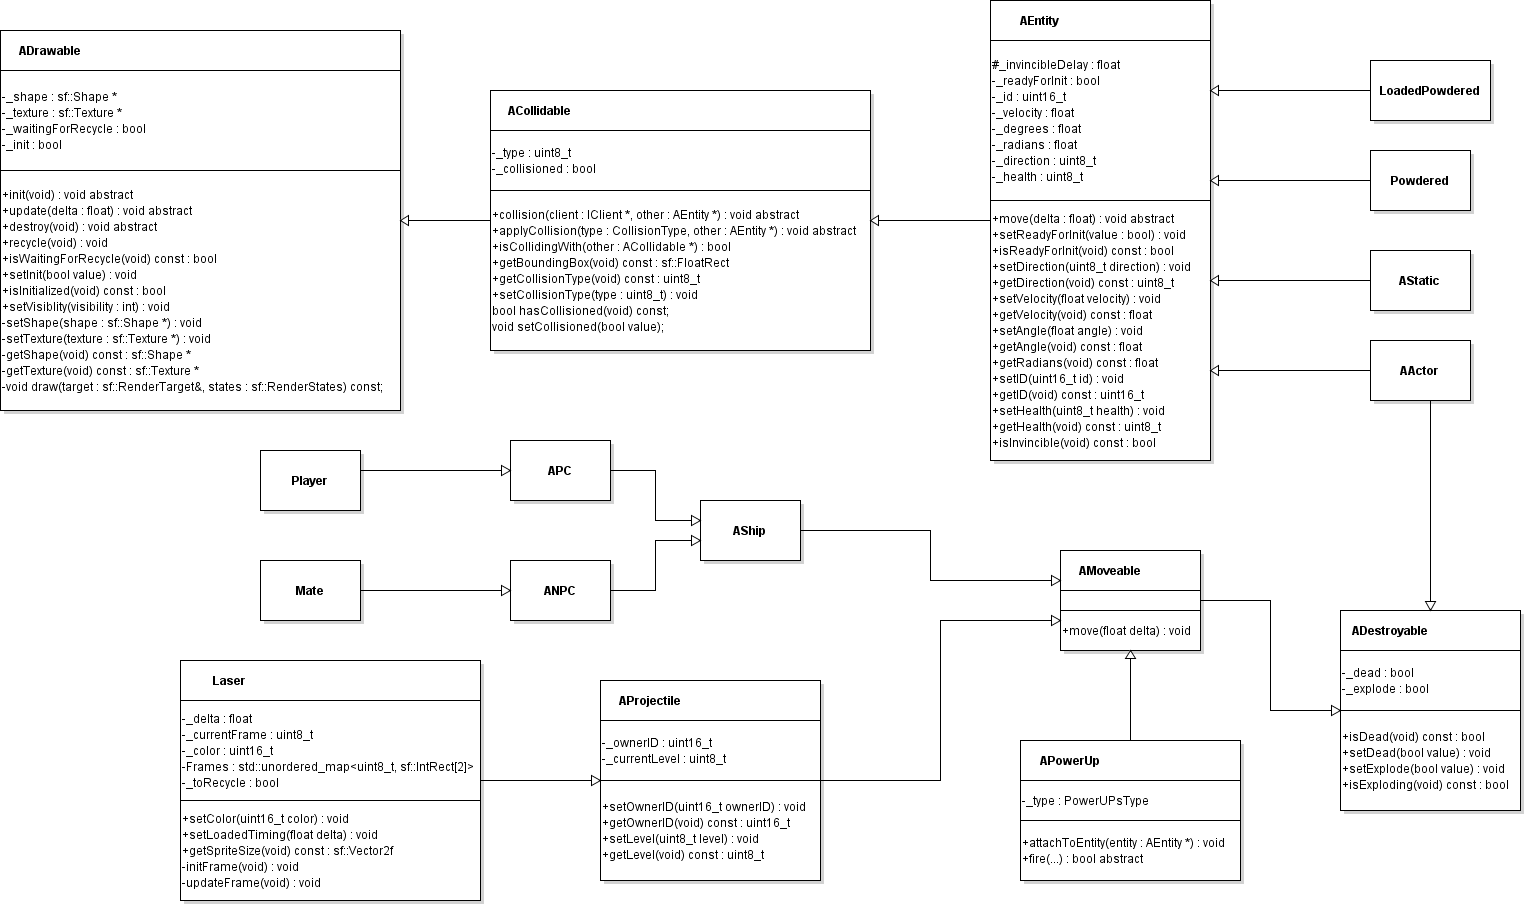 ADrawable
-_shape : sf::Shape *
-_texture : sf::Texture *
-_waitingForRecycle : bool
-_init : bool
+init(void) : void abstract
+update(delta : float) : void abstract
+destroy(void) : void abstract
+recycle(void) : void
+isWaitingForRecycle(void) const : bool
+setInit(bool value) : void
+isInitialized(void) const : bool
+setVisiblity(visibility : int) : void
-setShape(shape : sf::Shape *) : void
-setTexture(texture : sf::Texture *) : void
-getShape(void) const : sf::Shape *
-getTexture(void) const : sf::Texture *
-void draw(target : sf::RenderTarget&, states : sf::RenderStates) const;
ACollidable
-_type : uint8_t
-_collisioned : bool
+collision(client : IClient *, other : AEntity *) : void abstract
+applyCollision(type : CollisionType, other : AEntity *) : void abstract
+isCollidingWith(other : ACollidable *) : bool
+getBoundingBox(void) const : sf::FloatRect
+getCollisionType(void) const : uint8_t
+setCollisionType(type : uint8_t) : void
bool hasCollisioned(void) const;
void setCollisioned(bool value);
AEntity
#_invincibleDelay : float
-_readyForInit : bool
-_id : uint16_t
-_velocity : float
-_degrees : float
-_radians : float
-_direction : uint8_t
-_health : uint8_t
+move(delta : float) : void abstract
+setReadyForInit(value : bool) : void
+isReadyForInit(void) const : bool
+setDirection(uint8_t direction) : void
+getDirection(void) const : uint8_t
+setVelocity(float velocity) : void
+getVelocity(void) const : float
+setAngle(float angle) : void
+getAngle(void) const : float
+getRadians(void) const : float
+setID(uint16_t id) : void
+getID(void) const : uint16_t
+setHealth(uint8_t health) : void
+getHealth(void) const : uint8_t
+isInvincible(void) const : bool
LoadedPowdered
Powdered
AStatic
AActor
Player
APC
AShip
Mate
ANPC
AMoveable
+move(float delta) : void
ADestroyable
-_dead : bool
-_explode : bool
+isDead(void) const : bool
+setDead(bool value) : void
+setExplode(bool value) : void
+isExploding(void) const : bool
Laser
-_delta : float
-_currentFrame : uint8_t
-_color : uint16_t
-Frames : std::unordered_map<uint8_t, sf::IntRect[2]>
-_toRecycle : bool
+setColor(uint16_t color) : void
+setLoadedTiming(float delta) : void
+getSpriteSize(void) const : sf::Vector2f
-initFrame(void) : void
-updateFrame(void) : void
AProjectile
-_ownerID : uint16_t
-_currentLevel : uint8_t
+setOwnerID(uint16_t ownerID) : void
+getOwnerID(void) const : uint16_t
+setLevel(uint8_t level) : void
+getLevel(void) const : uint8_t
APowerUp
-_type : PowerUPsType
+attachToEntity(entity : AEntity *) : void
+fire(...) : bool abstract